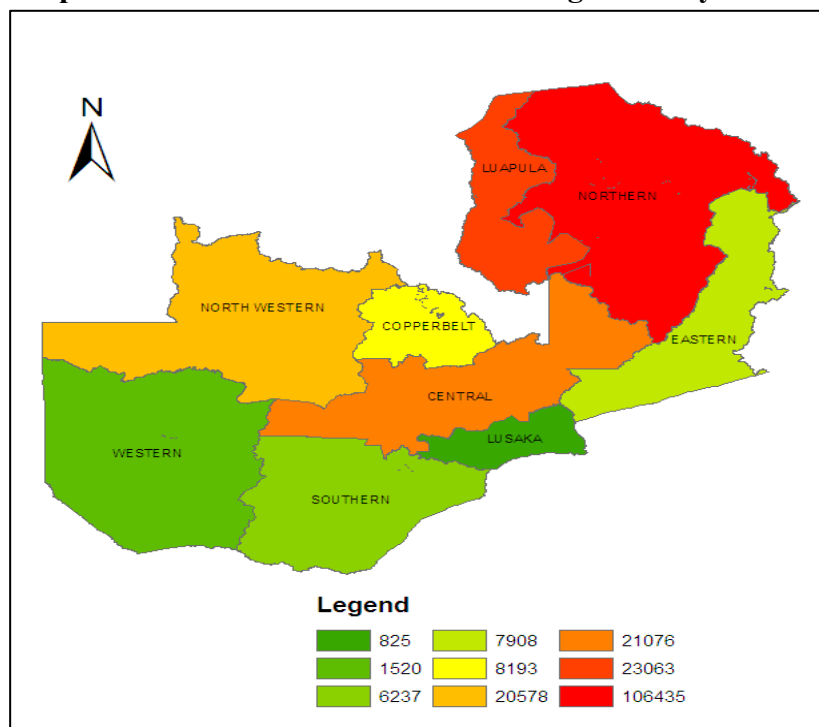 N
LUAPULA
NORTHERN
NORTH WESTERN
COPPERBELT
EASTERN
CENTRAL
LUSAKA
WESTERN
SOUTHERN
Legend
825 7908 21076
1520 8193 23063
6237 20578 106435